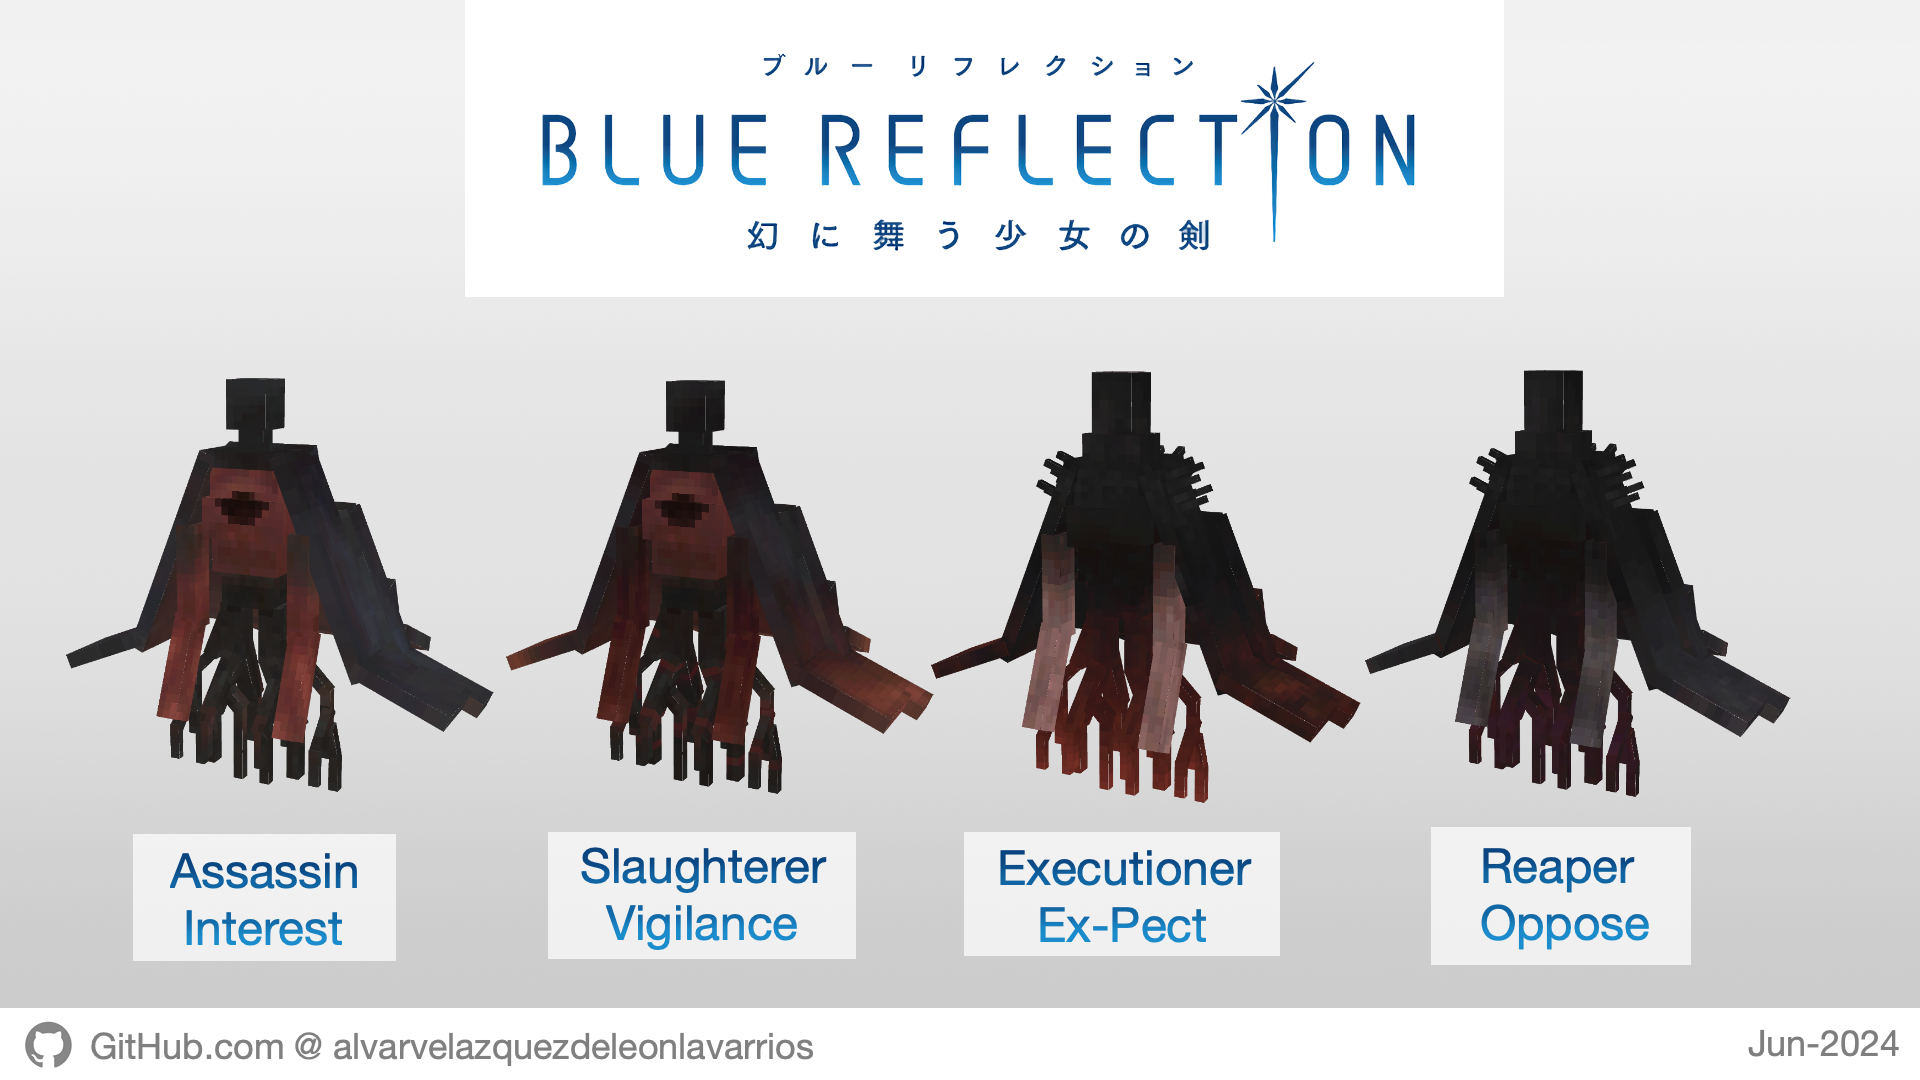 ブルーリフレクション
BLUE REFLECTION
幻に舞う少女の剣
Assassin
Interest
Slaughterer
Vigilance
Executioner
Ex-Pect
Reaper
Oppose
GitHub.com @ alvarvelazquezdeleonlavarrios
Jun-2024